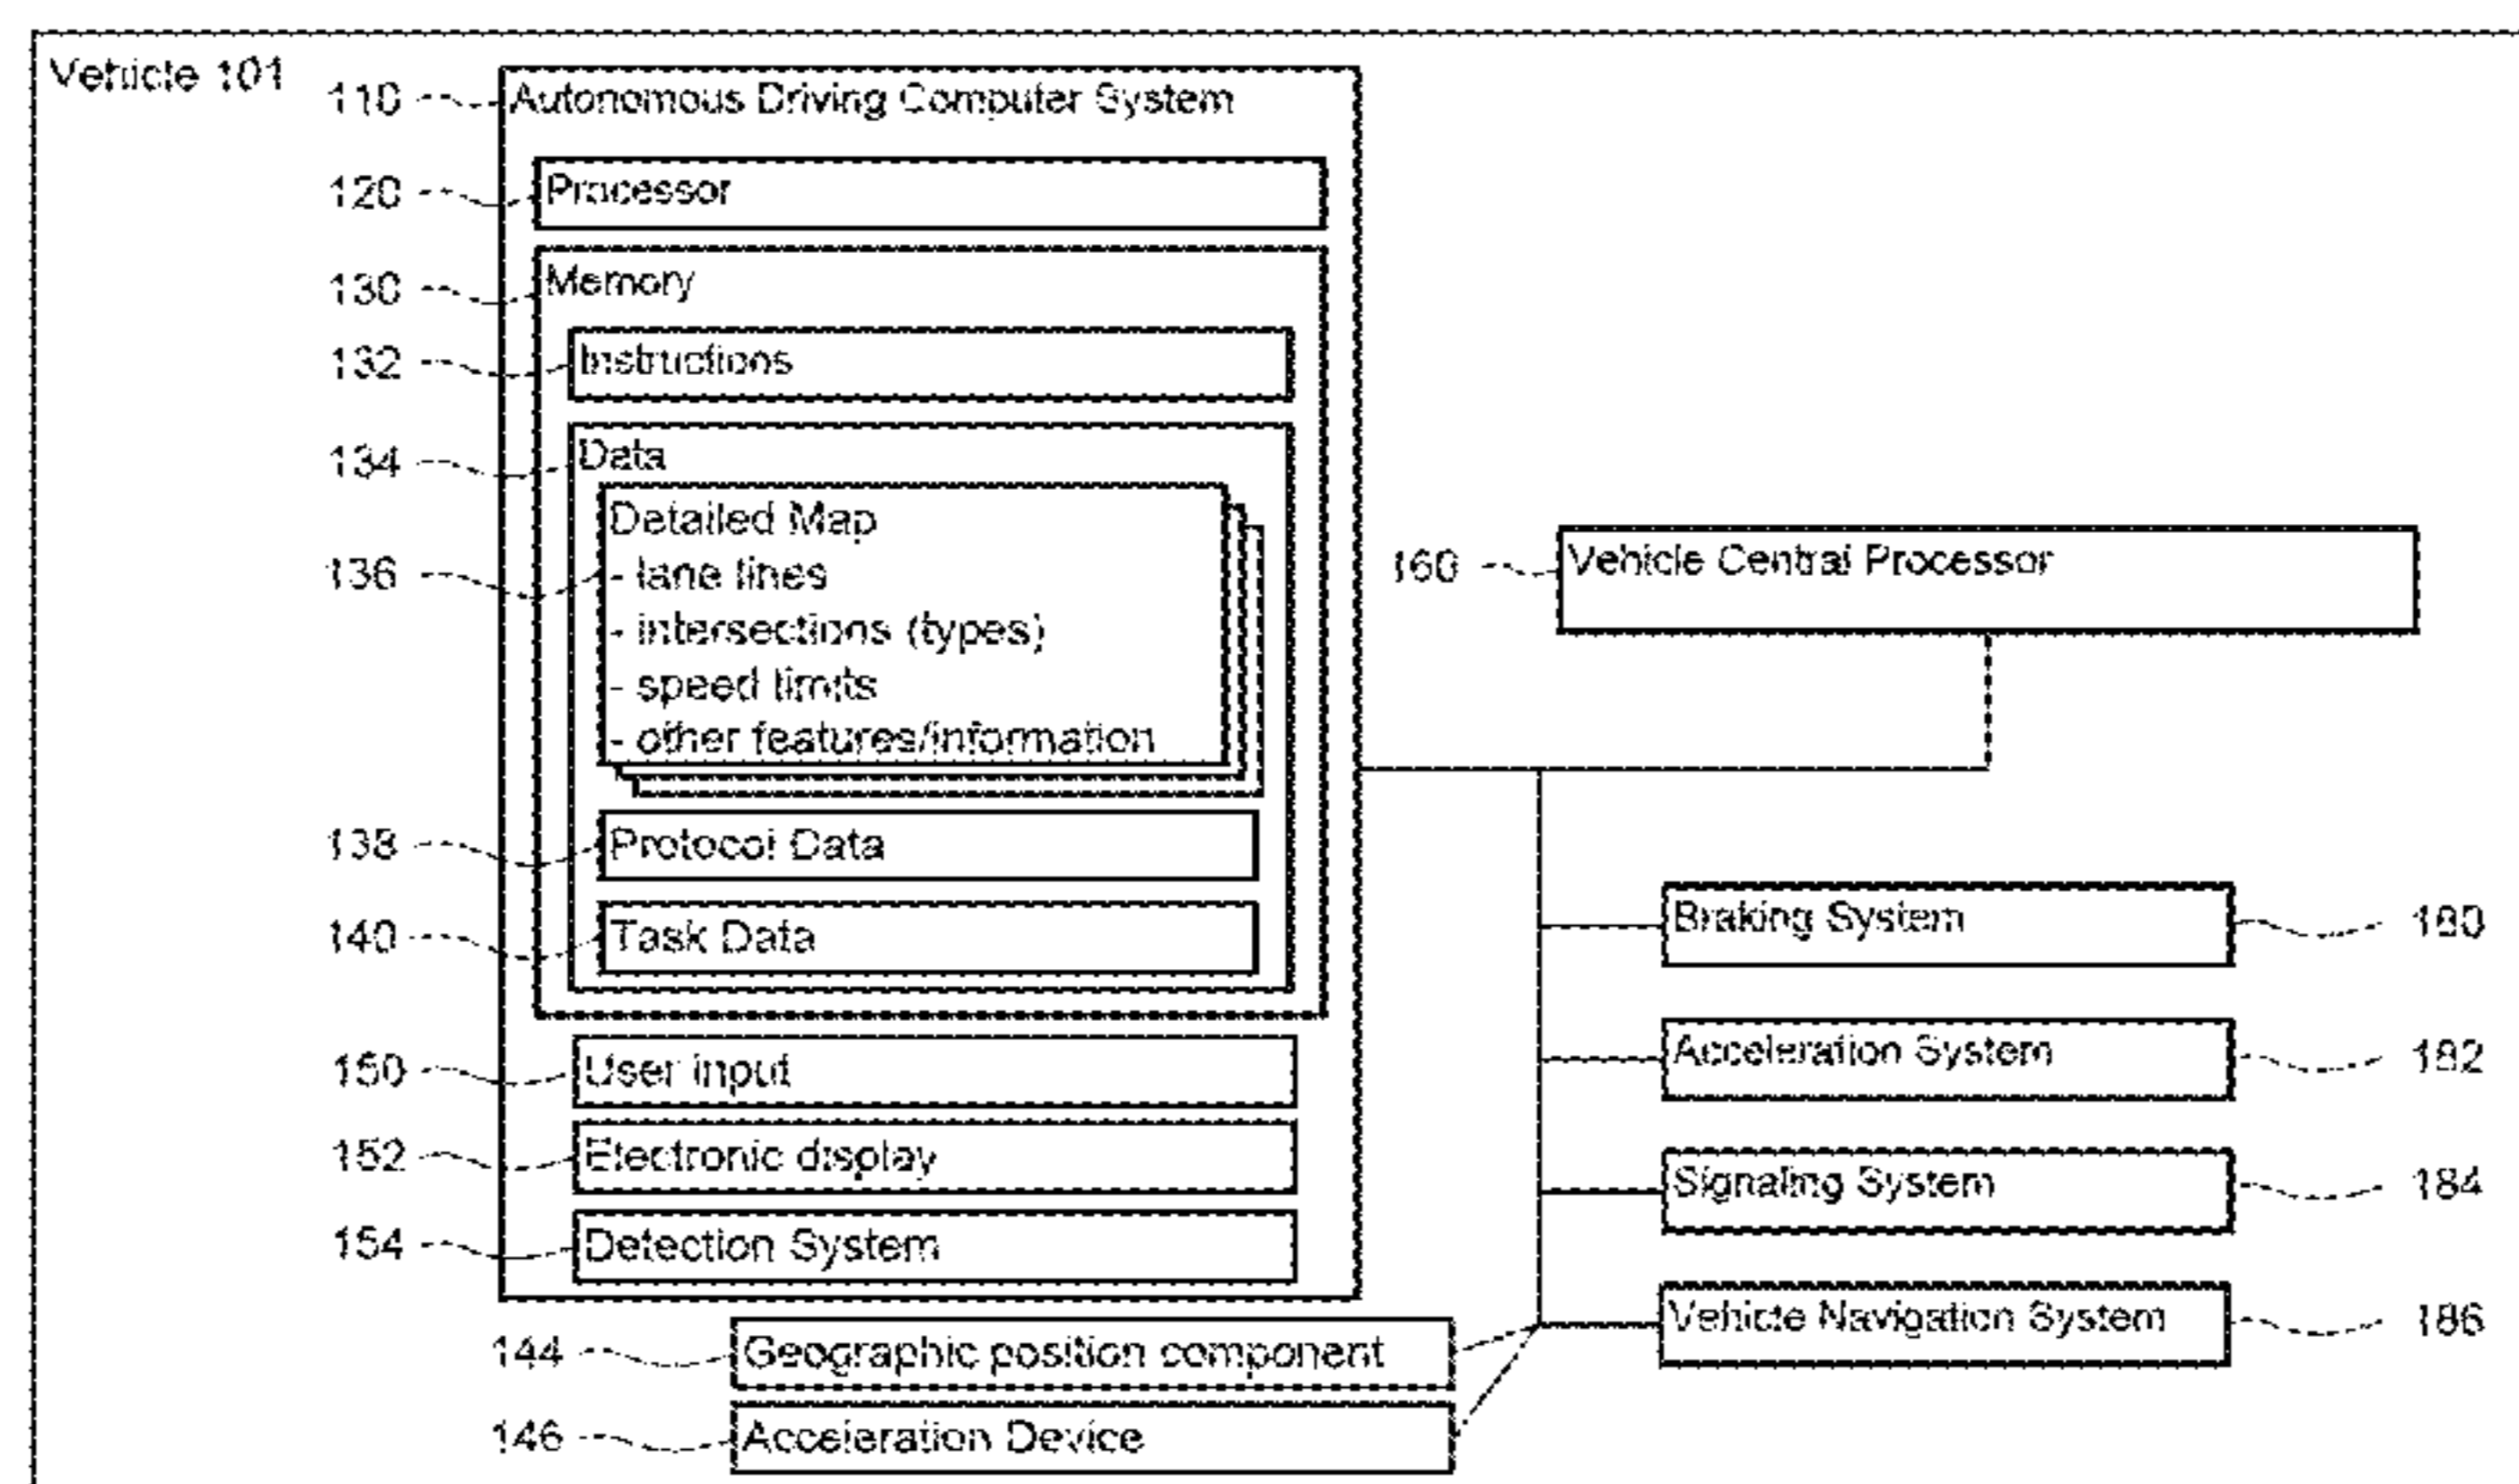 Vehicle 101
110 Autonomous Driving Computer System
120 Processor
130 Memory
132 Instructions
134 Data
Detailed Map
136 - lane lines
- intersections (types)
- speed limits
- other features/information
138 Protocol Data
140 Task Data
150 User input
152 Electronic display
154 Detection System
144 Geographic position component
146 Acceleration Device
160 Vehicle Central Processor
Braking System 180
Acceleration System 182
Signaling System 184
Vehicle Navigation System 186